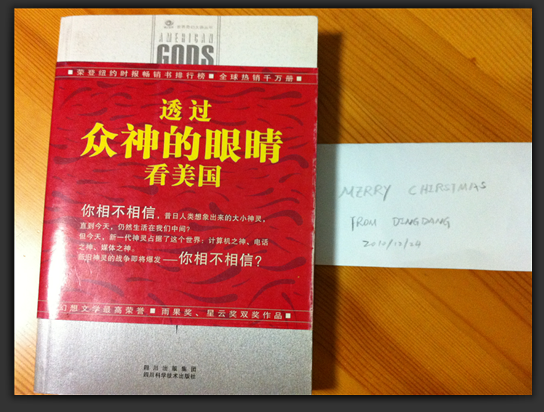 AMERICAN
GODS
■荣登纽约时报畅销书排行榜■全球热销千万册■
透过
众神的眼睛
看美国
你相不相信,昔日人类想象出来的大小神灵,
直到今天,仍然生活在我们中间?
但今天,新一代神灵占据了这个世界:计算机之神、电话
之神、媒体之神。
新旧神灵的战争即将爆发——你相不相信?
幻想文学最高荣誉■雨果奖、星云奖双奖作品■
四川出版集团
四川科学技术出版社
MERRY CHIRSTMAS
FROM DINGDANG
2010/12/24